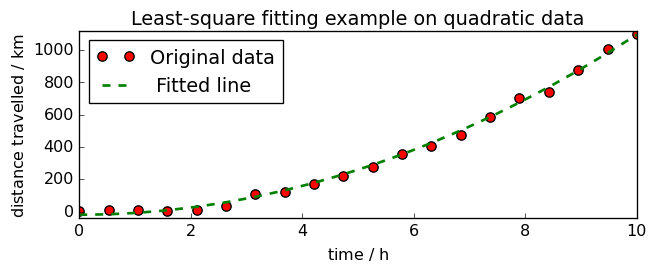 Least-square fitting example on quadratic data
distance travelled / km
1000
800
600
400
200
0
Original data
Fitted line
0 2 4 6 8 10
time / h